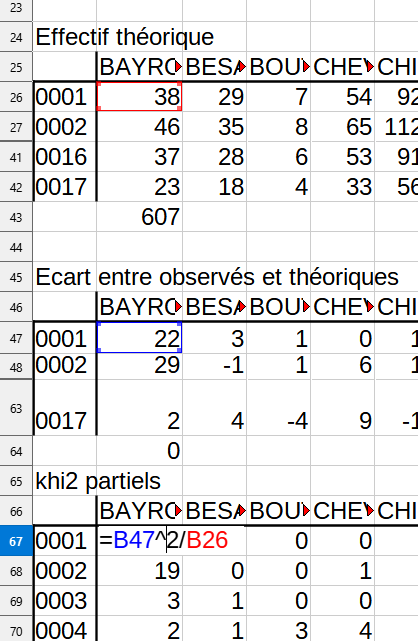 23
24 Effectif théorique
25 BAYRO BESA BOU CHEV CHI
26 0001 38 29 7 54 92
27 0002 46 35 8 65 112
41 0016 37 28 6 53 91
42 0017 23 18 4 33 56
43 607
44
45 Ecart entre observés et théoriques
46 BAYRO BESA BOU CHEV CHI
47 0001 22 3 1 0 1
48 0002 29 -1 1 6 1
63 0017 2 4 -4 9 -1
64 0
65 khi2 partiels
66 BAYRO BESA BOU CHEV CHI
67 0001 =B47^2/B26 0 0
68 0002 19 0 0 1
69 0003 3 1 0 0
70 0004 2 1 3 4